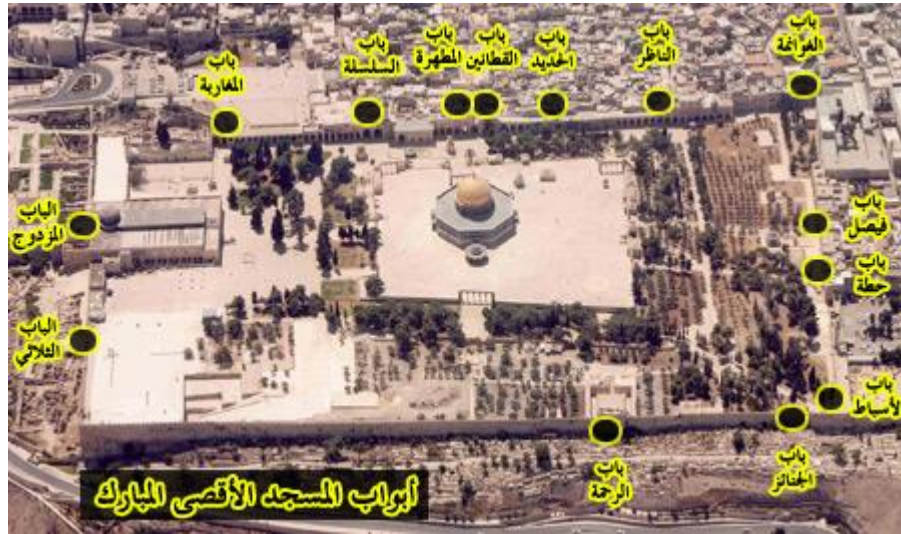 باب
الغوانمة
باب
الناظر
باب
الحديد
باب
القطانين
باب
المطهرة
باب
السلسلة
باب
المغاربة
باب
فيصل
باب
حطة
باب
الأسباط
باب
الجنائز
باب
الرحمة
الباب
المزدوج
الباب
الثلاثي
أبواب المسجد الأقصى المبارك